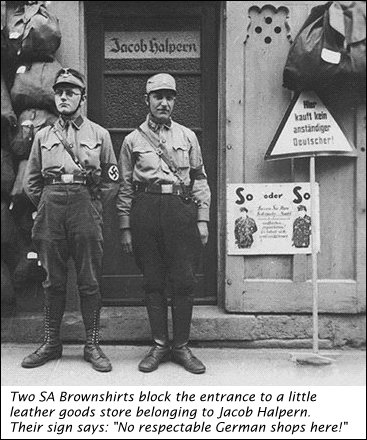 Jacob Halpern
Hier
kauft kein
anständiger
Deutscher!
So oder So
Two SA Brownshirts block the entrance to a little
leather goods store belonging to Jacob Halpern.
Their sign says: "No respectable German shops here!"